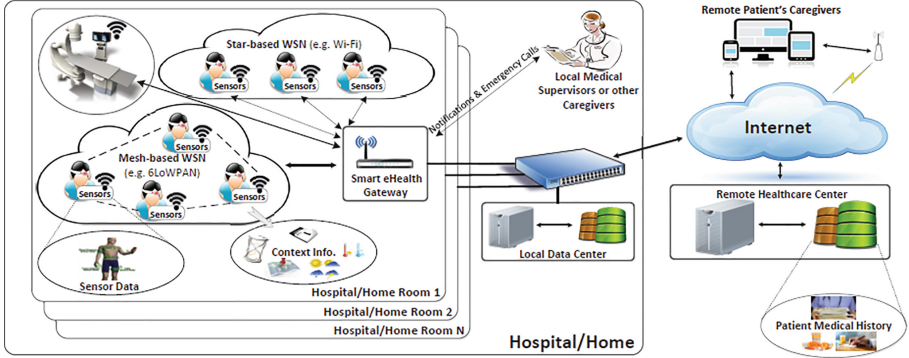 Star-based WSN (e.g. Wi-Fi)
Sensors
Sensors
Sensors
Sensors
Mesh-based WSN
(e.g. 6LoWPAN)
Sensors
Sensors
Sensors
Smart eHealth
Gateway
Notifications & Emergency Calls
Local Medical
Supervisors or other
Caregivers
Sensor Data
Context Info.
Hospital/Home Room 1
Hospital/Home Room 2
Hospital/Home Room N
Local Data Center
Hospital/Home
Remote Patient's Caregivers
Internet
Remote Healthcare Center
Patient Medical History